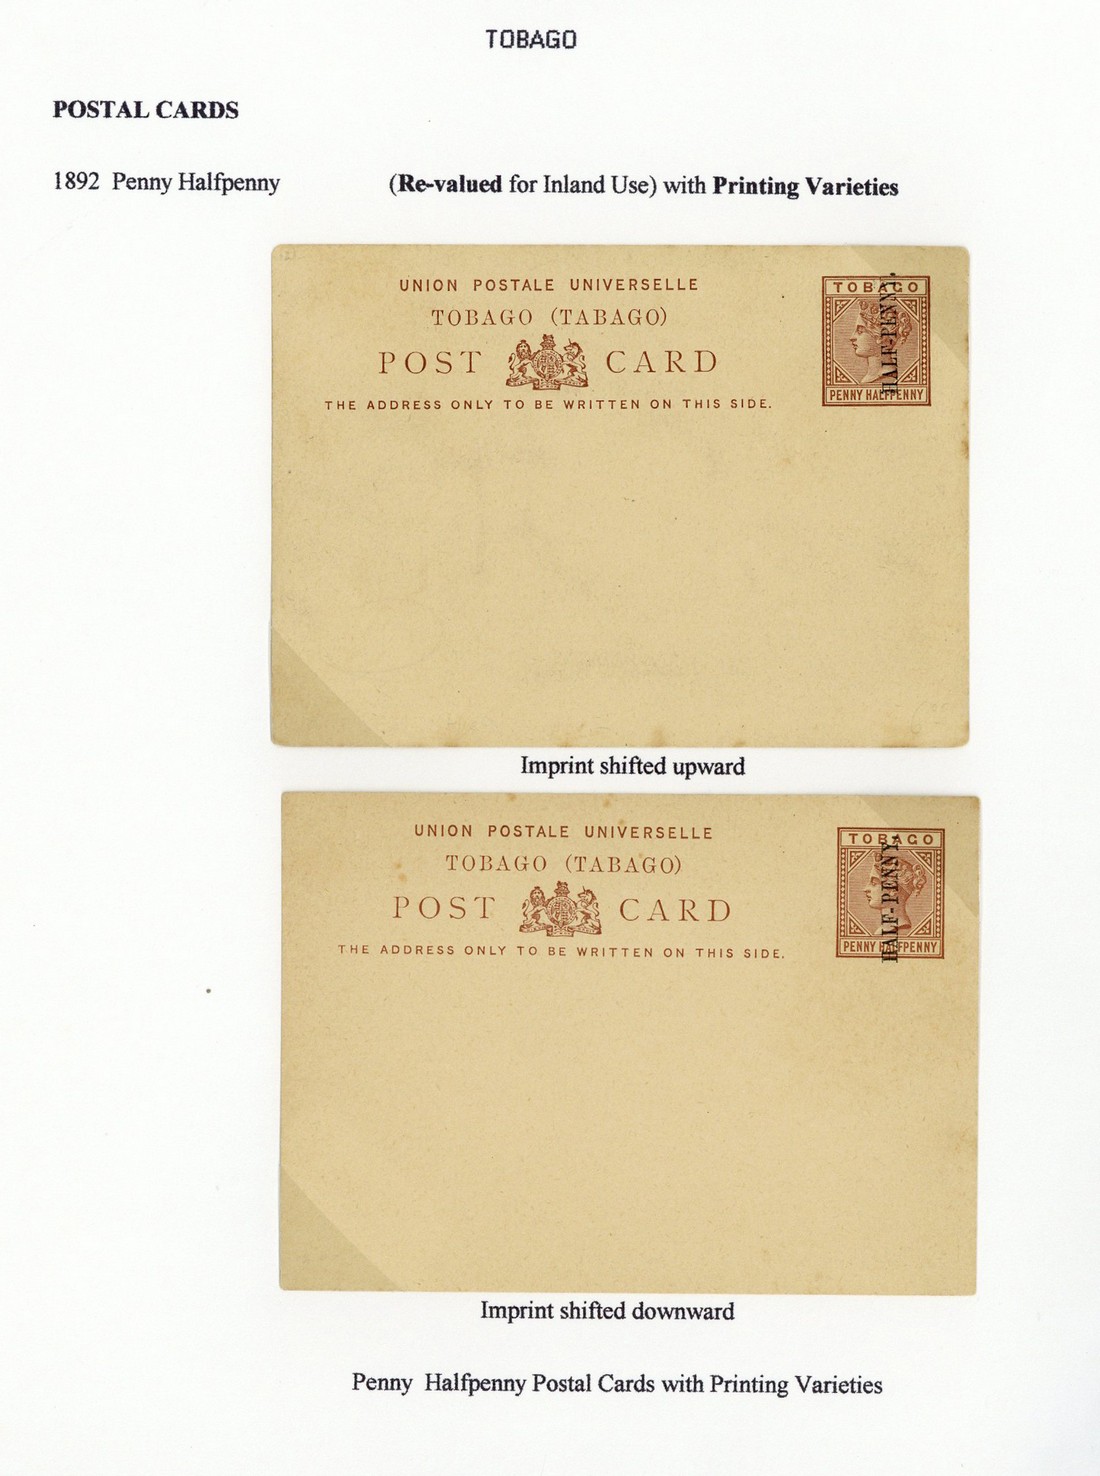 TOBAGO
POSTAL CARDS
1892 Penny Halfpenny (Re-valued for Inland Use) with Printing Varieties
UNION POSTALE UNIVERSELLE
TOBAGO (TABAGO)
POST CARD
THE ADDRESS ONLY TO BE WRITTEN ON THIS SIDE.
TOBAGO
HALF-PENNY.
PENNY HALFPENNY
Imprint shifted upward
UNION POSTALE UNIVERSELLE
TOBAGO (TABAGO)
POST CARD
THE ADDRESS ONLY TO BE WRITTEN ON THIS SIDE.
TOBAGO
HALF-PENNY.
PENNY HALFPENNY
Imprint shifted downward
Penny Halfpenny Postal Cards with Printing Varieties